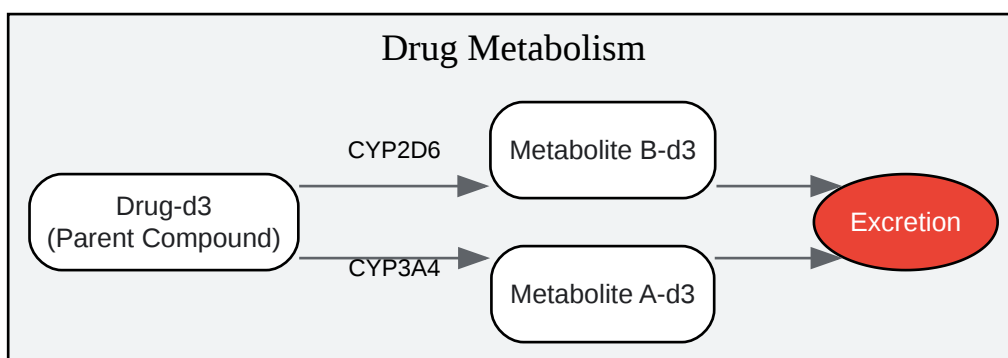 Drug Metabolism
CYP2D6
Metabolite B-d3
Drug-d3
(Parent Compound)
Excretion
CYP3A4
Metabolite A-d3